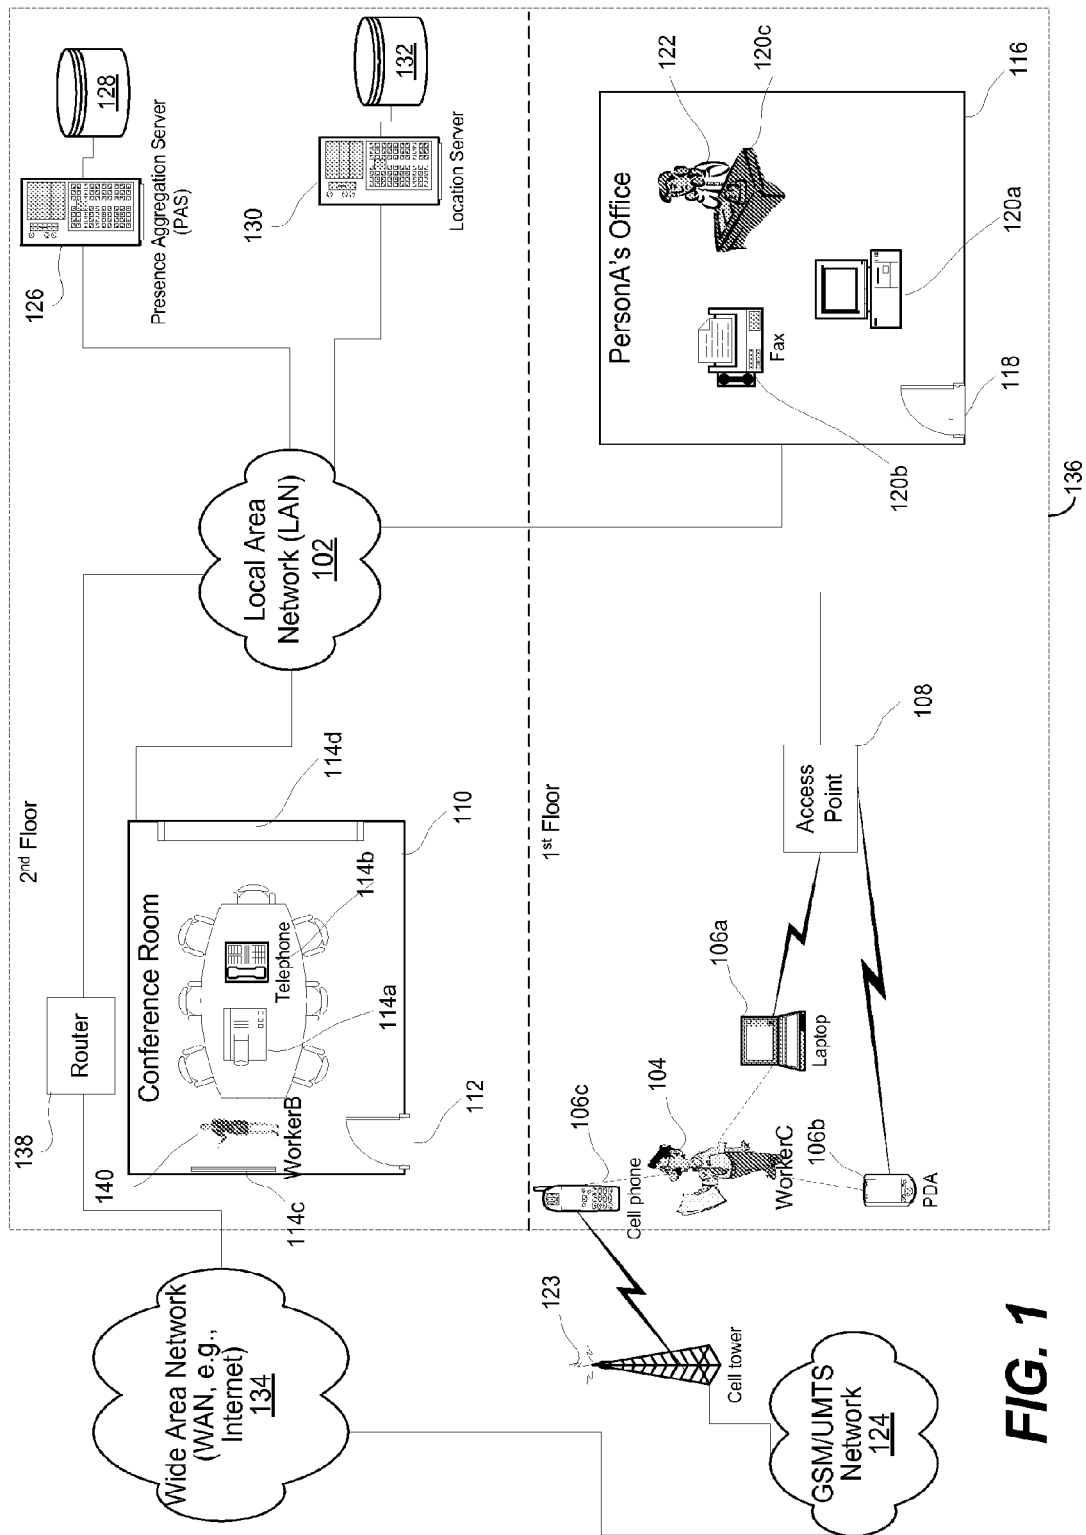 2nd Floor
138
Router
Wide Area Network
(WAN, e.g.,
Internet)
134
140
114c
Conference Room
WorkerB
Telephone
114a
114b
114d
110
112
Local Area
Network (LAN)
102
126
Presence Aggregation Server
(PAS)
128
130
Location Server
132
1st Floor
123
Cell tower
GSM/UMTS
Network
124
106c
Cell phone
104
WorkerC
106a
Laptop
106b
PDA
Access
Point
108
PersonA's Office
122
120c
Fax
120b
120a
118
116
136
FIG. 1